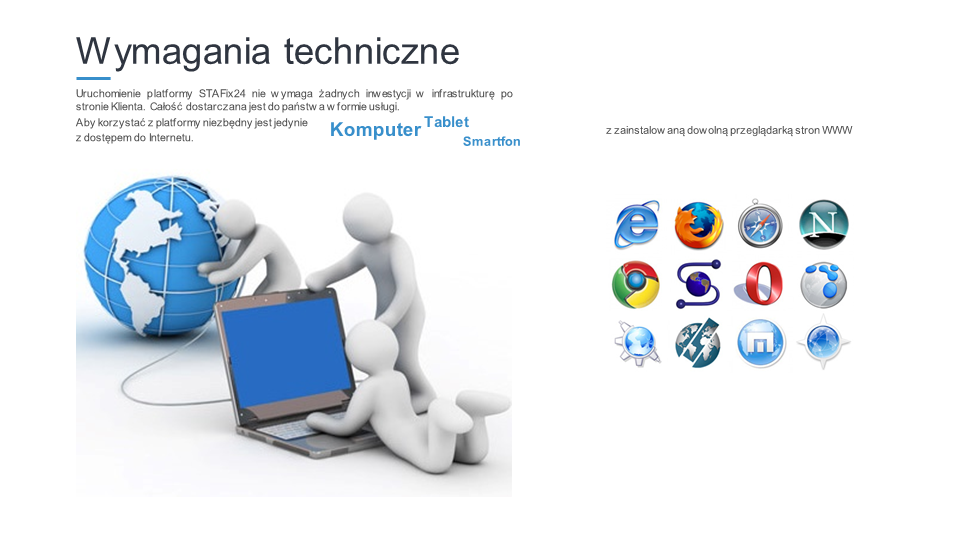 Wymagania techniczne
Uruchomienie platformy STAFix24 nie wymaga żadnych inwestycji w infrastrukturę po
stronie Klienta. Całość dostarczana jest do państwa w formie usługi.
Aby korzystać z platformy niezbędny jest jedynie
z dostępem do Internetu.
Komputer
Tablet
Smartfon
z zainstalowaną dowolną przeglądarką stron WWW
N